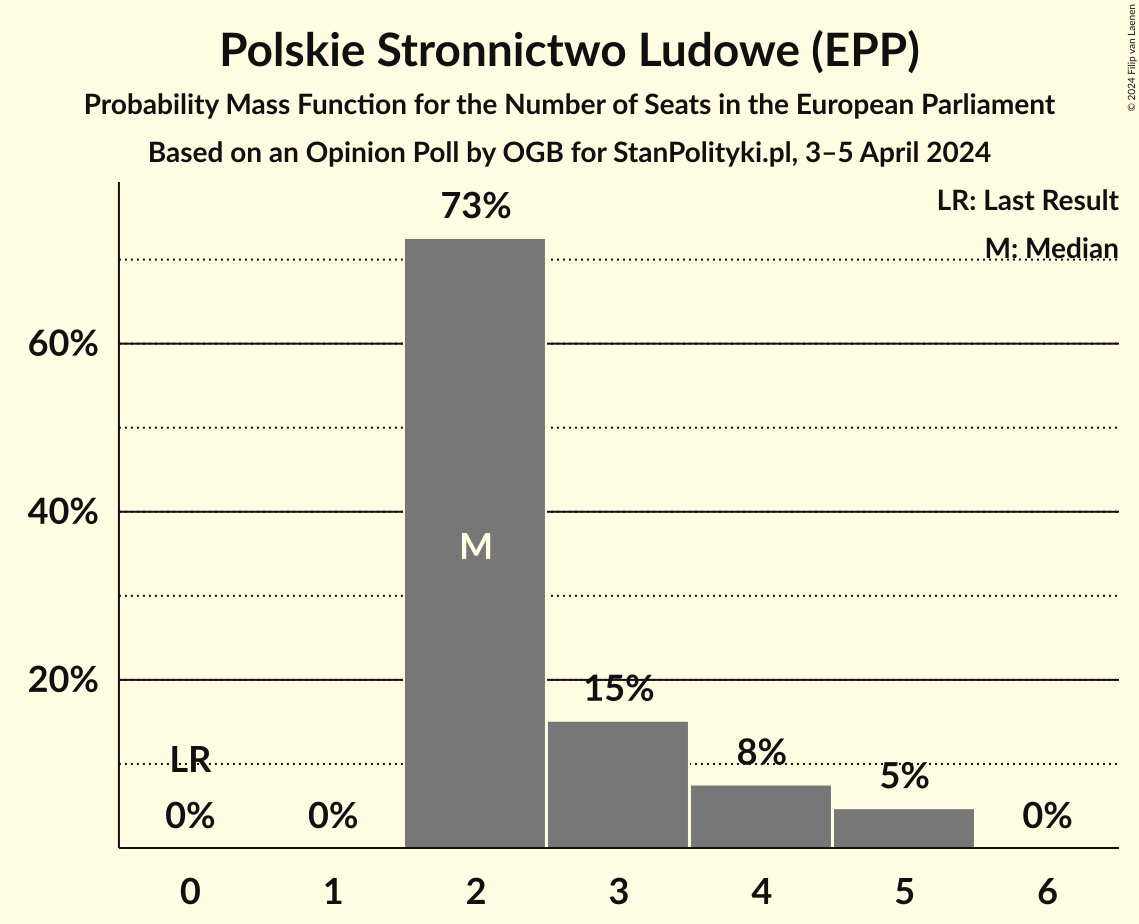 Polskie Stronnictwo Ludowe (EPP)
Probability Mass Function for the Number of Seats in the European Parliament
Based on an Opinion Poll by OGB for StanPolityki.pl, 3–5 April 2024
© 2024 Filip van Laenen
LR: Last Result
M: Median
73%
60%
40%
M
20%
15%
LR
8%
5%
0%
0%
0%
0 1 2 3 4 5 6